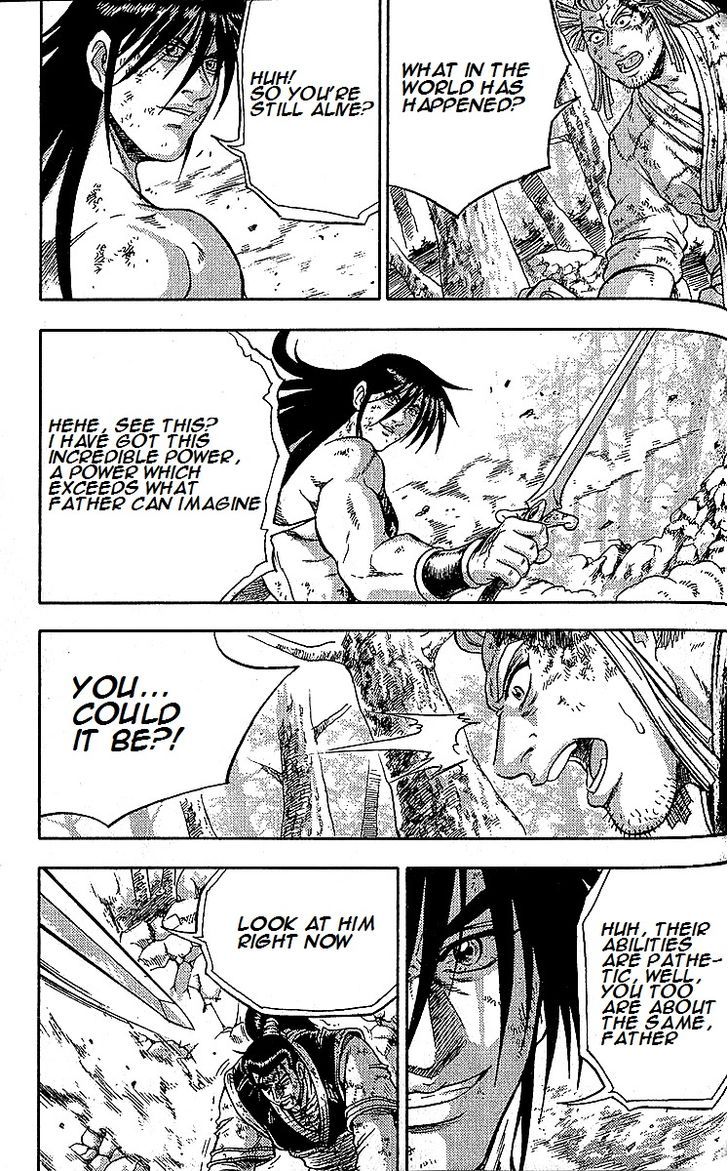 WHAT IN THE
WORLD HAS
HAPPENED?
HUH!
SO YOU'RE
STILL ALIVE?
HEHE, SEE THIS?
I HAVE GOT THIS
INCREDIBLE POWER,
A POWER WHICH
EXCEEDS WHAT
FATHER CAN IMAGINE
YOU...
COULD
IT BE?!
HUH, THEIR
ABILITIES
ARE PATHE-
TIC, WELL,
YOU TOO
ARE ABOUT
THE SAME,
FATHER
LOOK AT HIM
RIGHT NOW